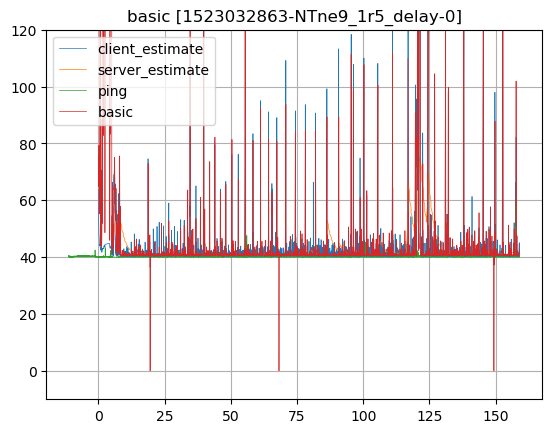 basic [1523032863-NTne9_1r5_delay-0]
client_estimate
server_estimate
ping
basic
120
100
80
60
40
20
0
0 25 50 75 100 125 150